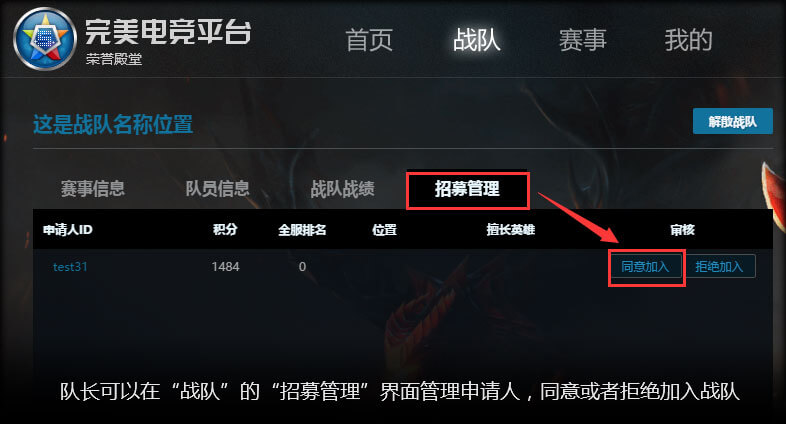 完美电竞平台
荣誉殿堂
首页 战队 赛事 我的
这是战队名称位置
解散战队
赛事信息 队员信息 战队战绩 招募管理
申请人ID 积分 全服排名 位置 擅长英雄 审核
test31 1484 0 同意加入 拒绝加入
队长可以在“战队”的“招募管理”界面管理申请人，同意或者拒绝加入战队